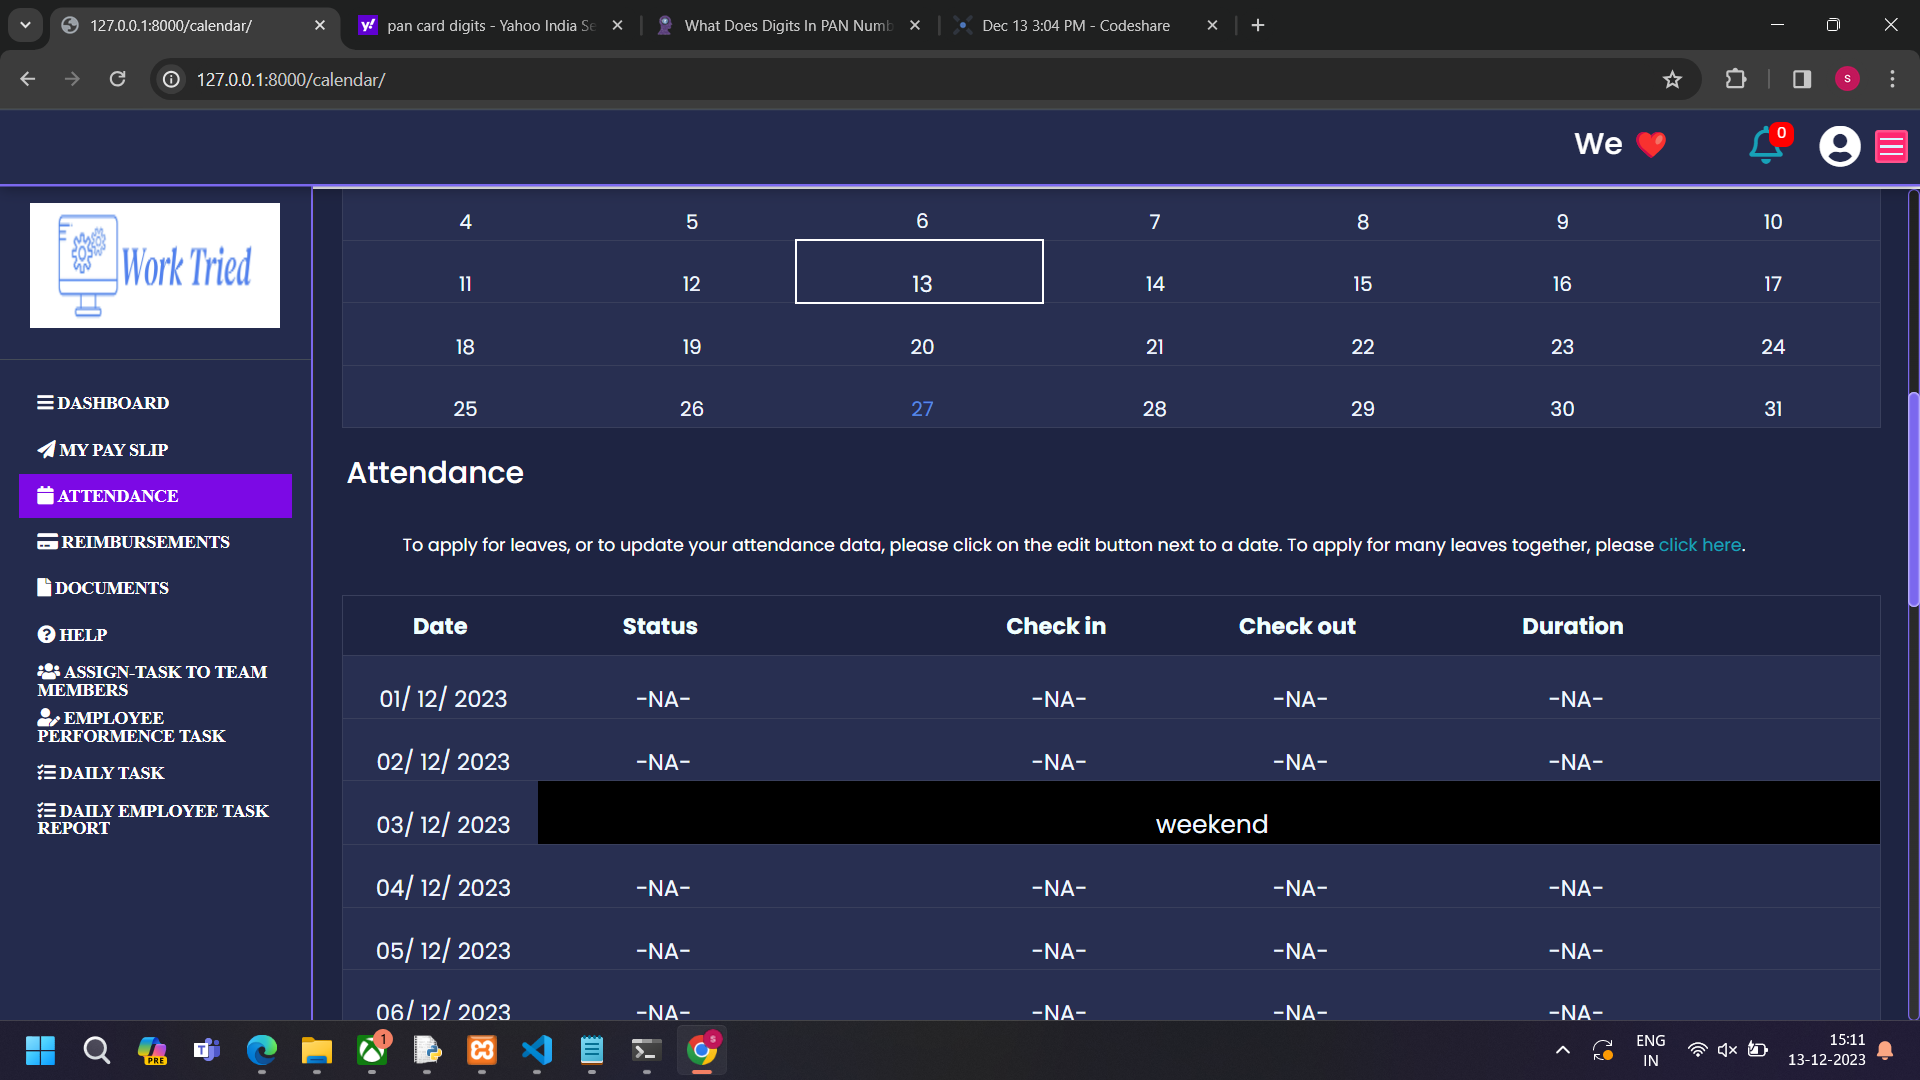 127.0.0.1:8000/calendar/
pan card digits - Yahoo India Se
What Does Digits In PAN Numb
Dec 13 3:04 PM - Codeshare
127.0.0.1:8000/calendar/
S
We ❤️
0
Work Tried
DASHBOARD
MY PAY SLIP
ATTENDANCE
REIMBURSEMENTS
DOCUMENTS
HELP
ASSIGN-TASK TO TEAM
MEMBERS
EMPLOYEE
PERFORMENCE TASK
DAILY TASK
DAILY EMPLOYEE TASK
REPORT
4 5 6 7 8 9 10
11 12 13 14 15 16 17
18 19 20 21 22 23 24
25 26 27 28 29 30 31
Attendance
To apply for leaves, or to update your attendance data, please click on the edit button next to a date. To apply for many leaves together, please click here.
Date Status Check in Check out Duration
01/ 12/ 2023 -NA- -NA- -NA- -NA-
02/ 12/ 2023 -NA- -NA- -NA- -NA-
03/ 12/ 2023 weekend
04/ 12/ 2023 -NA- -NA- -NA- -NA-
05/ 12/ 2023 -NA- -NA- -NA- -NA-
06/ 12/ 2023 -NA- -NA- -NA- -NA-
PRE
1
S
ENG
IN
15:11
13-12-2023